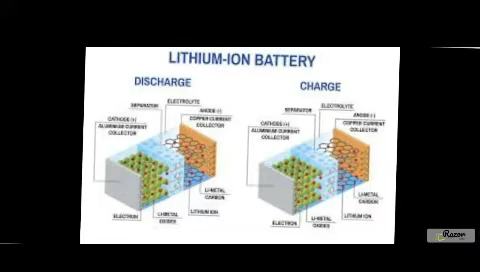 LITHIUM-ION BATTERY
DISCHARGE
CHARGE
SEPARATOR
ELECTROLYTE
ANODE (-)
COPPER CURRENT
COLLECTOR
CATHODE (+)
ALUMINIUM CURRENT
COLLECTOR
LI-METAL
CARBON
ELECTRON
LI-METAL
OXIDES
LITHIUM ION
SEPARATOR
ELECTROLYTE
ANODE (-)
COPPER CURRENT
COLLECTOR
CATHODE (+)
ALUMINIUM CURRENT
COLLECTOR
LI-METAL
CARBON
ELECTRON
LI-METAL
OXIDES
LITHIUM ION
Razon